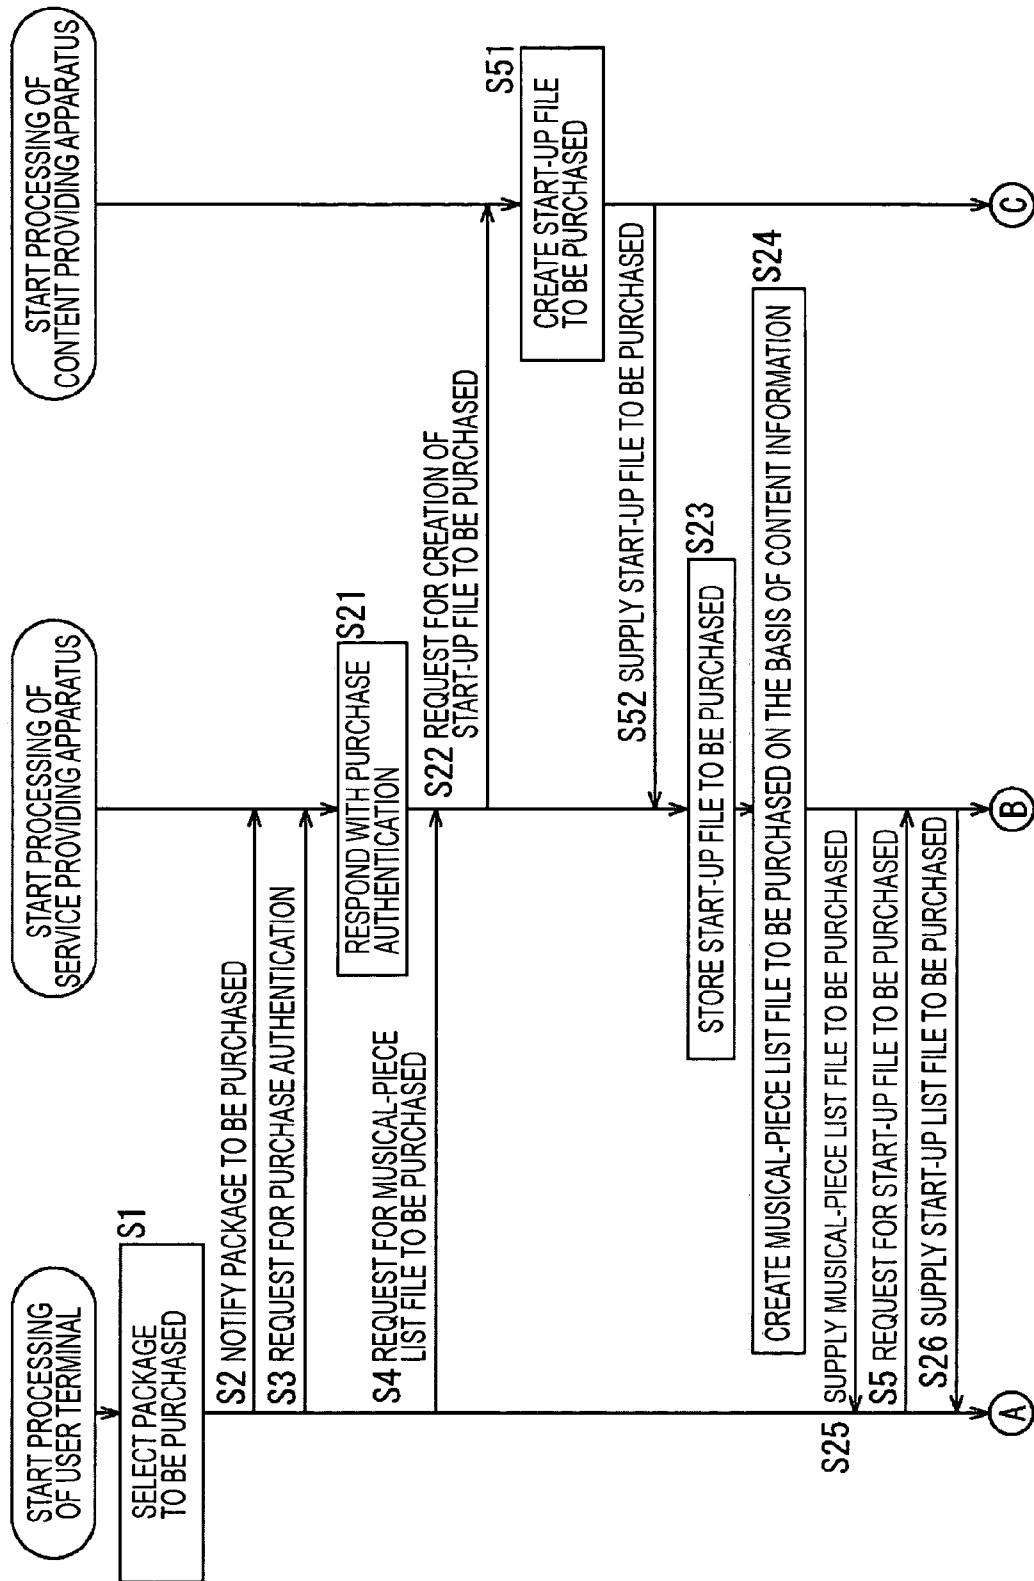 START PROCESSING
OF USER TERMINAL
START PROCESSING OF
SERVICE PROVIDING APPARATUS
START PROCESSING OF
CONTENT PROVIDING APPARATUS
S1
SELECT PACKAGE
TO BE PURCHASED
S2 NOTIFY PACKAGE TO BE PURCHASED
S3 REQUEST FOR PURCHASE AUTHENTICATION
S21
RESPOND WITH PURCHASE
AUTHENTICATION
S4 REQUEST FOR MUSICAL-PIECE
LIST FILE TO BE PURCHASED
S22 REQUEST FOR CREATION OF
START-UP FILE TO BE PURCHASED
S51
CREATE START-UP FILE
TO BE PURCHASED
S52 SUPPLY START-UP FILE TO BE PURCHASED
S23
STORE START-UP FILE TO BE PURCHASED
S24
CREATE MUSICAL-PIECE LIST FILE TO BE PURCHASED ON THE BASIS OF CONTENT INFORMATION
S25
SUPPLY MUSICAL-PIECE LIST FILE TO BE PURCHASED
S5 REQUEST FOR START-UP FILE TO BE PURCHASED
S26 SUPPLY START-UP LIST FILE TO BE PURCHASED
A
B
C